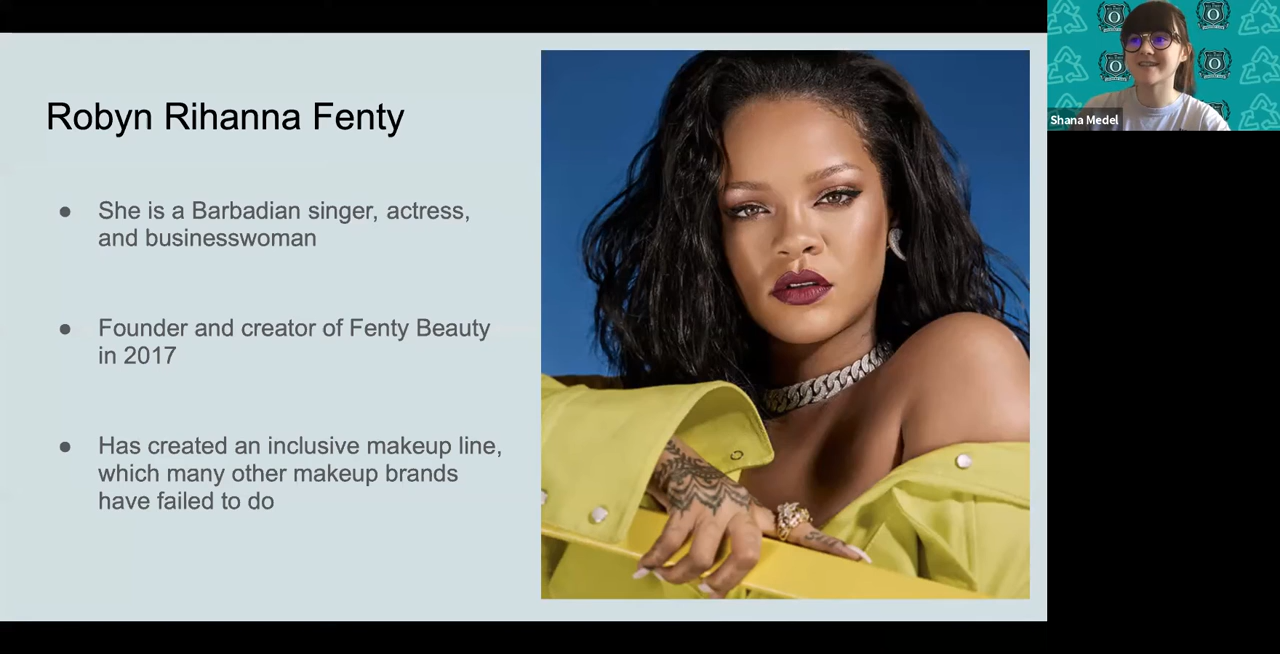 Robyn Rihanna Fenty
● She is a Barbadian singer, actress,
and businesswoman
● Founder and creator of Fenty Beauty
in 2017
● Has created an inclusive makeup line,
which many other makeup brands
have failed to do
Shana Medel